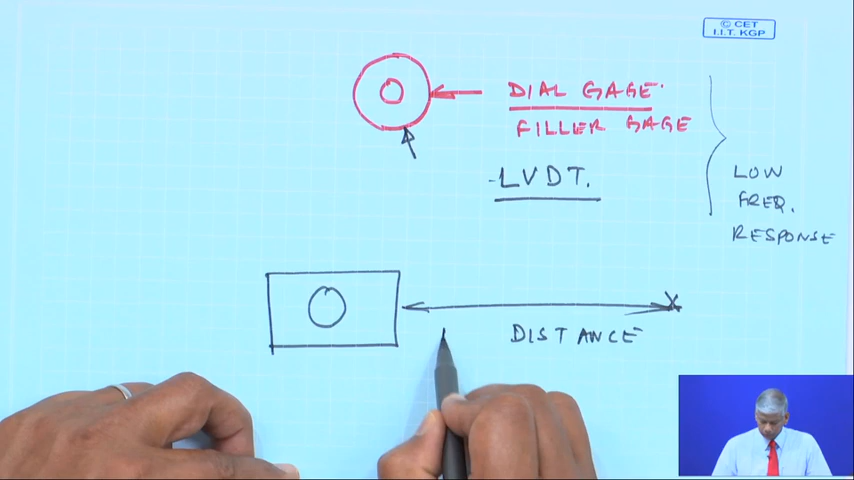 © CET
I.I.T. KGP
DIAL GAGE.
FILLER GAGE
-LVDT.
LOW
FREQ.
RESPONSE
DISTANCE